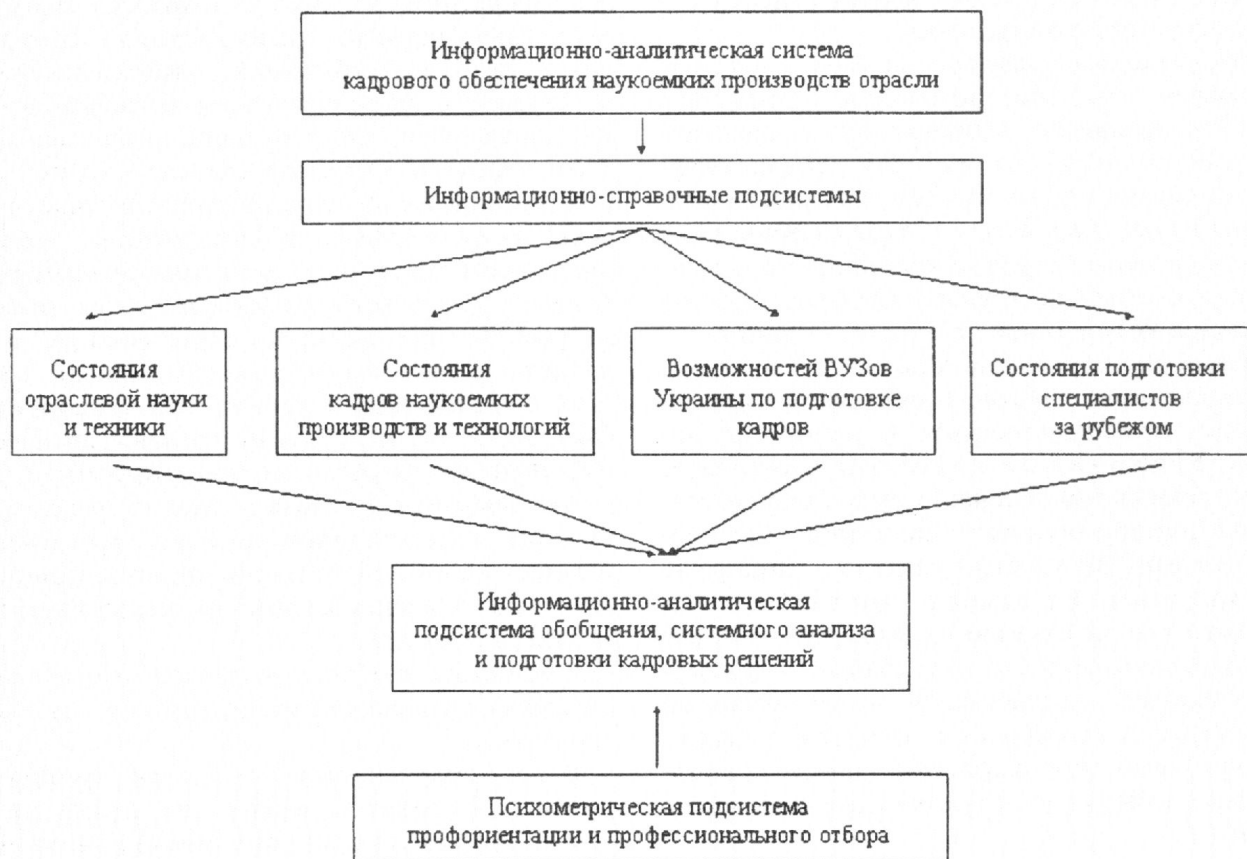 Информационно-аналитическая система
кадрового обеспечения наукоемких производств отрасли
Информационно-справочные подсистемы
Состояния
отраслевой науки
и техники
Состояния
кадров наукоемких
производств и технологий
Возможностей ВУЗов
Украины по подготовке
кадров
Состояния подготовки
специалистов
за рубежом
Информационно-аналитическая
подсистема обобщения, системного анализа
и подготовки кадровых решений
Психометрическая подсистема
профориентации и профессионального отбора